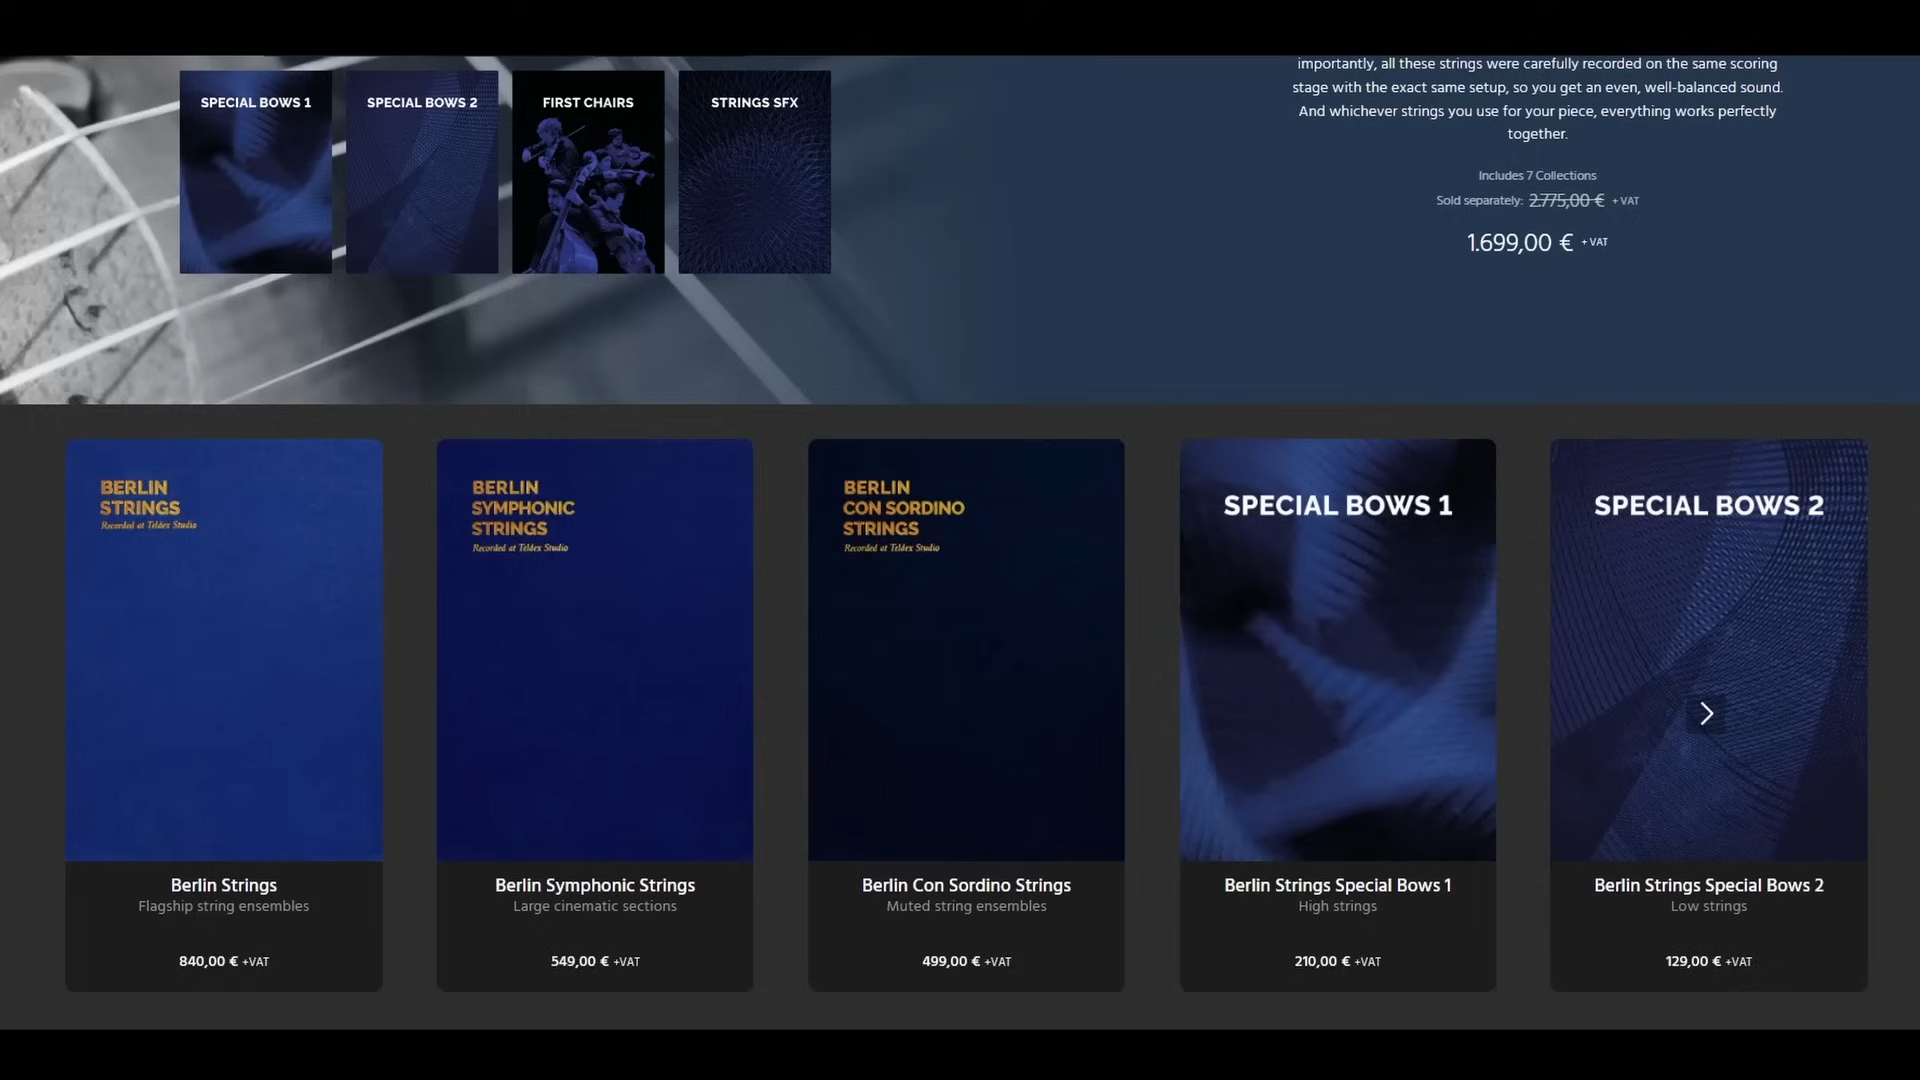 SPECIAL BOWS 1
SPECIAL BOWS 2
FIRST CHAIRS
STRINGS SFX
importantly, all these strings were carefully recorded on the same scoring
stage with the exact same setup, so you get an even, well-balanced sound.
And whichever strings you use for your piece, everything works perfectly
together.
Includes 7 Collections
Sold separately: 2.775,00 € + VAT
1.699,00 € + VAT
BERLIN
STRINGS
Recorded at Teldex Studio
BERLIN
SYMPHONIC
STRINGS
Recorded at Teldex Studio
BERLIN
CON SORDINO
STRINGS
Recorded at Teldex Studio
SPECIAL BOWS 1
SPECIAL BOWS 2
Berlin Strings
Flagship string ensembles
840,00 € +VAT
Berlin Symphonic Strings
Large cinematic sections
549,00 € +VAT
Berlin Con Sordino Strings
Muted string ensembles
499,00 € +VAT
Berlin Strings Special Bows 1
High strings
210,00 € +VAT
Berlin Strings Special Bows 2
Low strings
129,00 € +VAT